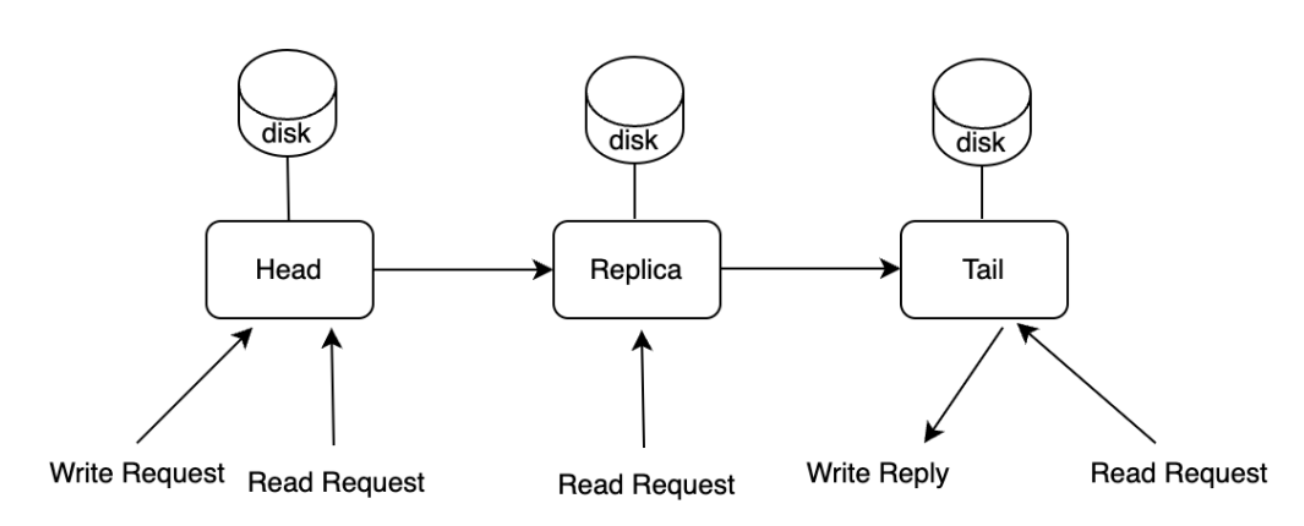 disk
disk
disk
Head
Replica
Tail
Write Request
Read Request
Read Request
Write Reply
Read Request